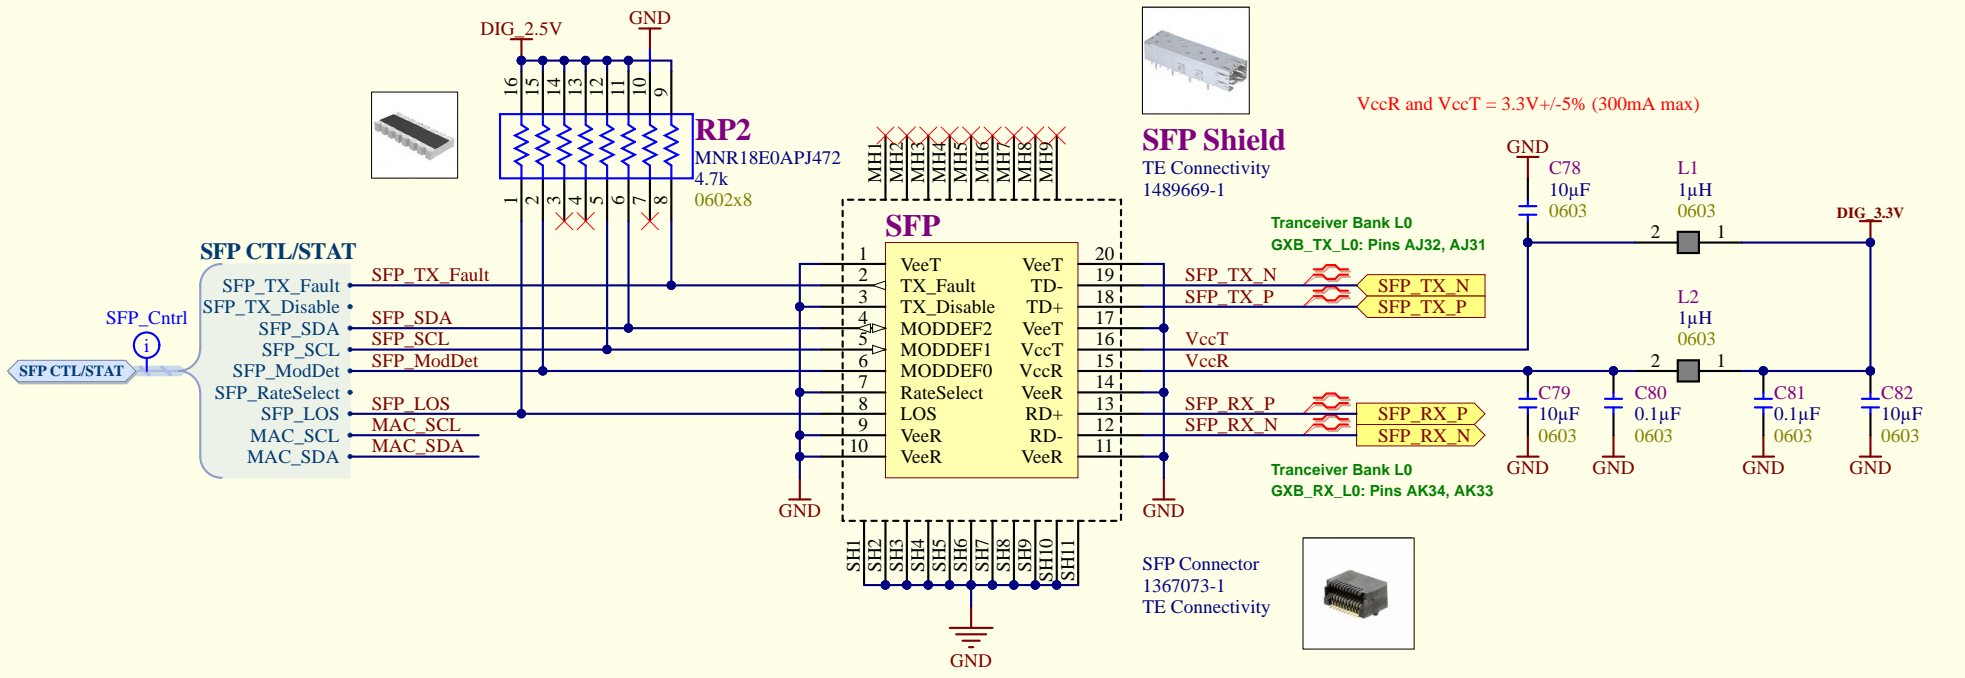 DIG_2.5V
GND
16
15
14
13
12
11
10
9
RP2
MNR18E0APJ472
4.7k
0602x8
1
2
3
4
5
6
7
8
SFP Shield
TE Connectivity
1489669-1
VccR and VccT = 3.3V+/-5% (300mA max)
MH1
MH2
MH3
MH4
MH5
MH6
MH7
MH8
MH9
SFP CTL/STAT
SFP_TX_Fault
SFP_TX_Disable
SFP_SDA
SFP_SCL
SFP_ModDet
SFP_RateSelect
SFP_LOS
MAC_SCL
MAC_SDA
SFP_Cntrl
i
SFP CTL/STAT
SFP_TX_Fault
SFP_SDA
SFP_SCL
SFP_ModDet
SFP_LOS
MAC_SCL
MAC_SDA
SFP
1 VeeT
2 TX_Fault
3 TX_Disable
4 MODDEF2
5 MODDEF1
6 MODDEF0
7 RateSelect
8 LOS
9 VeeR
10 VeeR
VeeT 20
TD- 19
TD+ 18
VeeT 17
VccT 16
VccR 15
VeeR 14
RD+ 13
RD- 12
VeeR 11
GND
GND
SH1
SH2
SH3
SH4
SH5
SH6
SH7
SH8
SH9
SH10
SH11
GND
Tranceiver Bank L0
GXB_TX_L0: Pins AJ32, AJ31
SFP_TX_N
SFP_TX_P
SFP_TX_N
SFP_TX_P
VccT
VccR
SFP_RX_P
SFP_RX_N
SFP_RX_P
SFP_RX_N
Tranceiver Bank L0
GXB_RX_L0: Pins AK34, AK33
SFP Connector
1367073-1
TE Connectivity
GND
C78
10µF
0603
L1
1µH
0603
2
1
DIG_3.3V
L2
1µH
0603
2
1
C79
10µF
0603
GND
C80
0.1µF
0603
GND
C81
0.1µF
0603
GND
C82
10µF
0603
GND